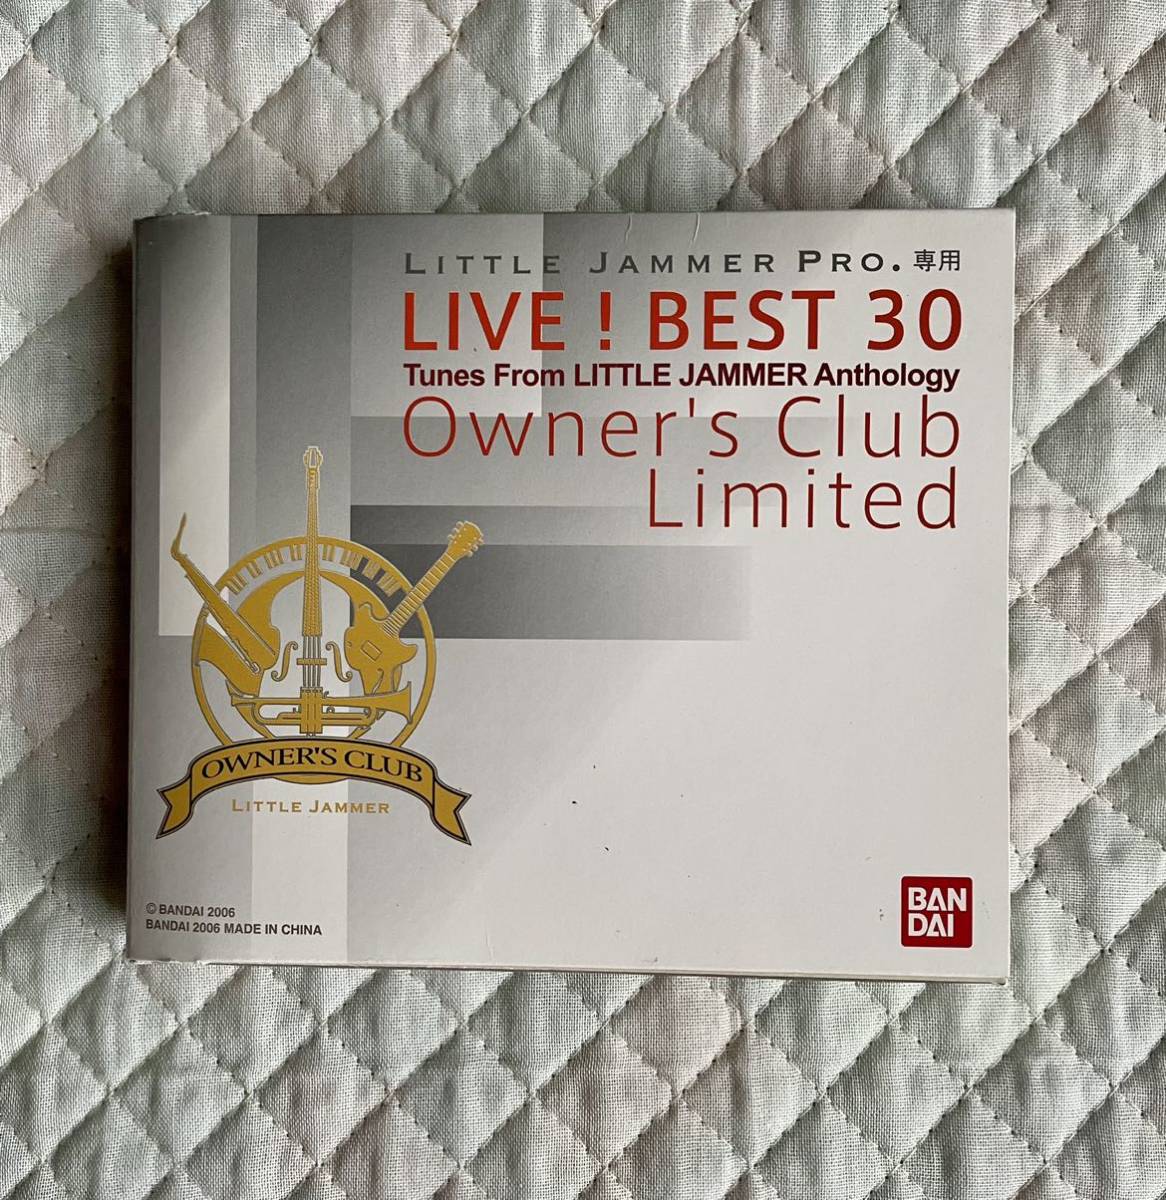 LITTLE JAMMER PRO. 専用
LIVE ! BEST 30
Tunes From LITTLE JAMMER Anthology
Owner's Club
Limited
OWNER'S CLUB
LITTLE JAMMER
© BANDAI 2006
BANDAI 2006 MADE IN CHINA
BAN
DAI